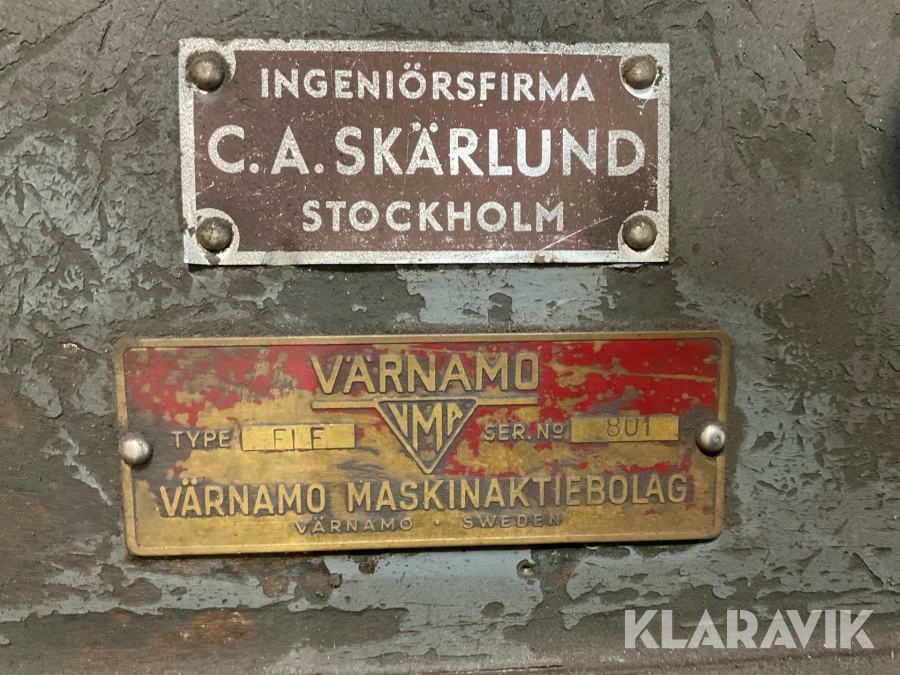 INGENIÖRSFIRMA
C.A. SKÄRLUND
STOCKHOLM
VÄRNAMO
VMA
TYPE FLF SER. Nº 801
VÄRNAMO MASKINAKTIEBOLAG
VÄRNAMO · SWEDEN
KLARAVIK